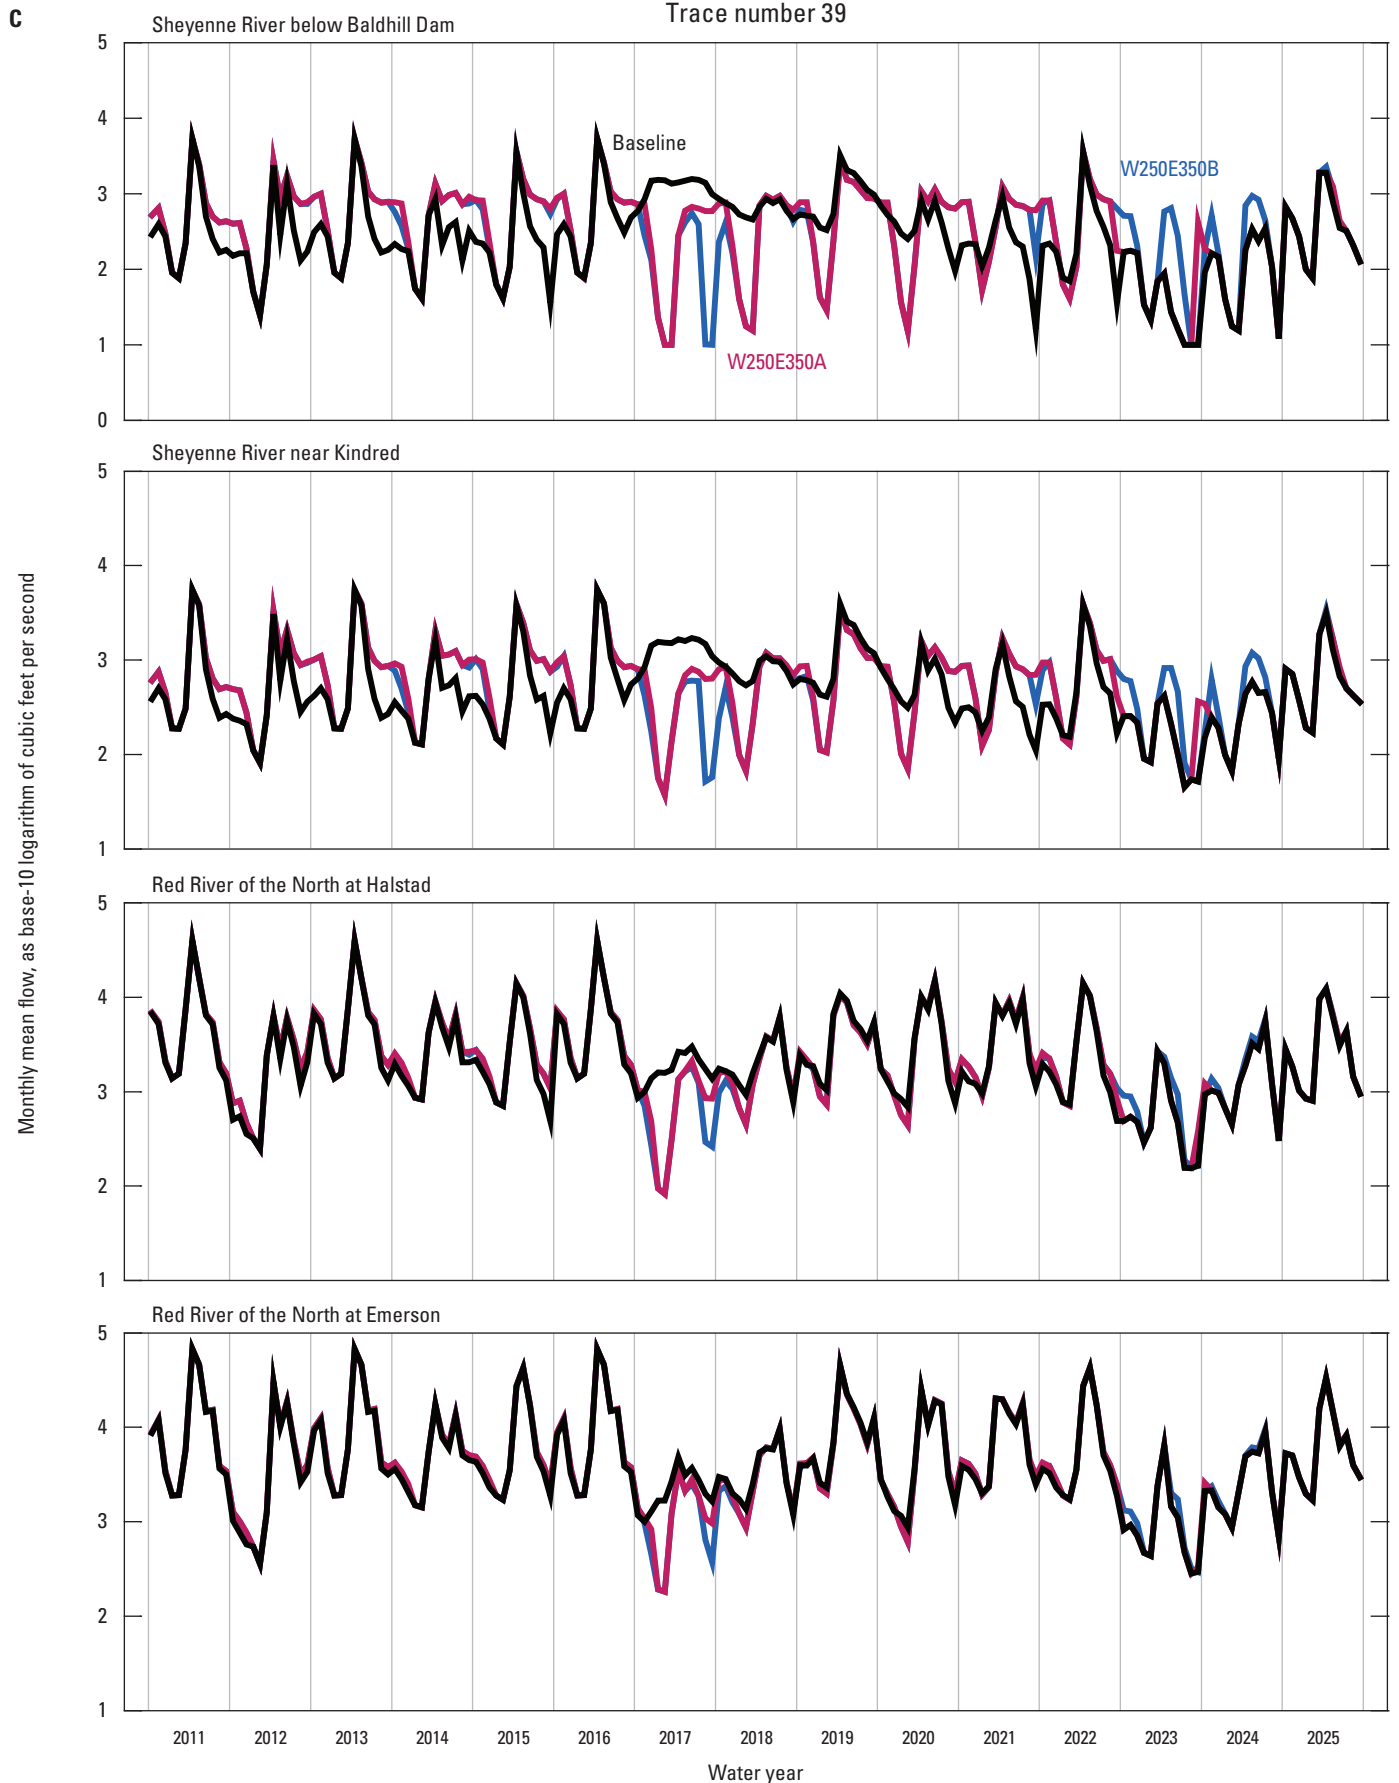 C
Trace number 39
Sheyenne River below Baldhill Dam
5
4
3
2
1
0
Baseline
W250E350B
W250E350A
Sheyenne River near Kindred
5
4
3
2
1
Monthly mean flow, as base-10 logarithm of cubic feet per second
Red River of the North at Halstad
5
4
3
2
1
Red River of the North at Emerson
5
4
3
2
1
2011 2012 2013 2014 2015 2016 2017 2018 2019 2020 2021 2022 2023 2024 2025
Water year